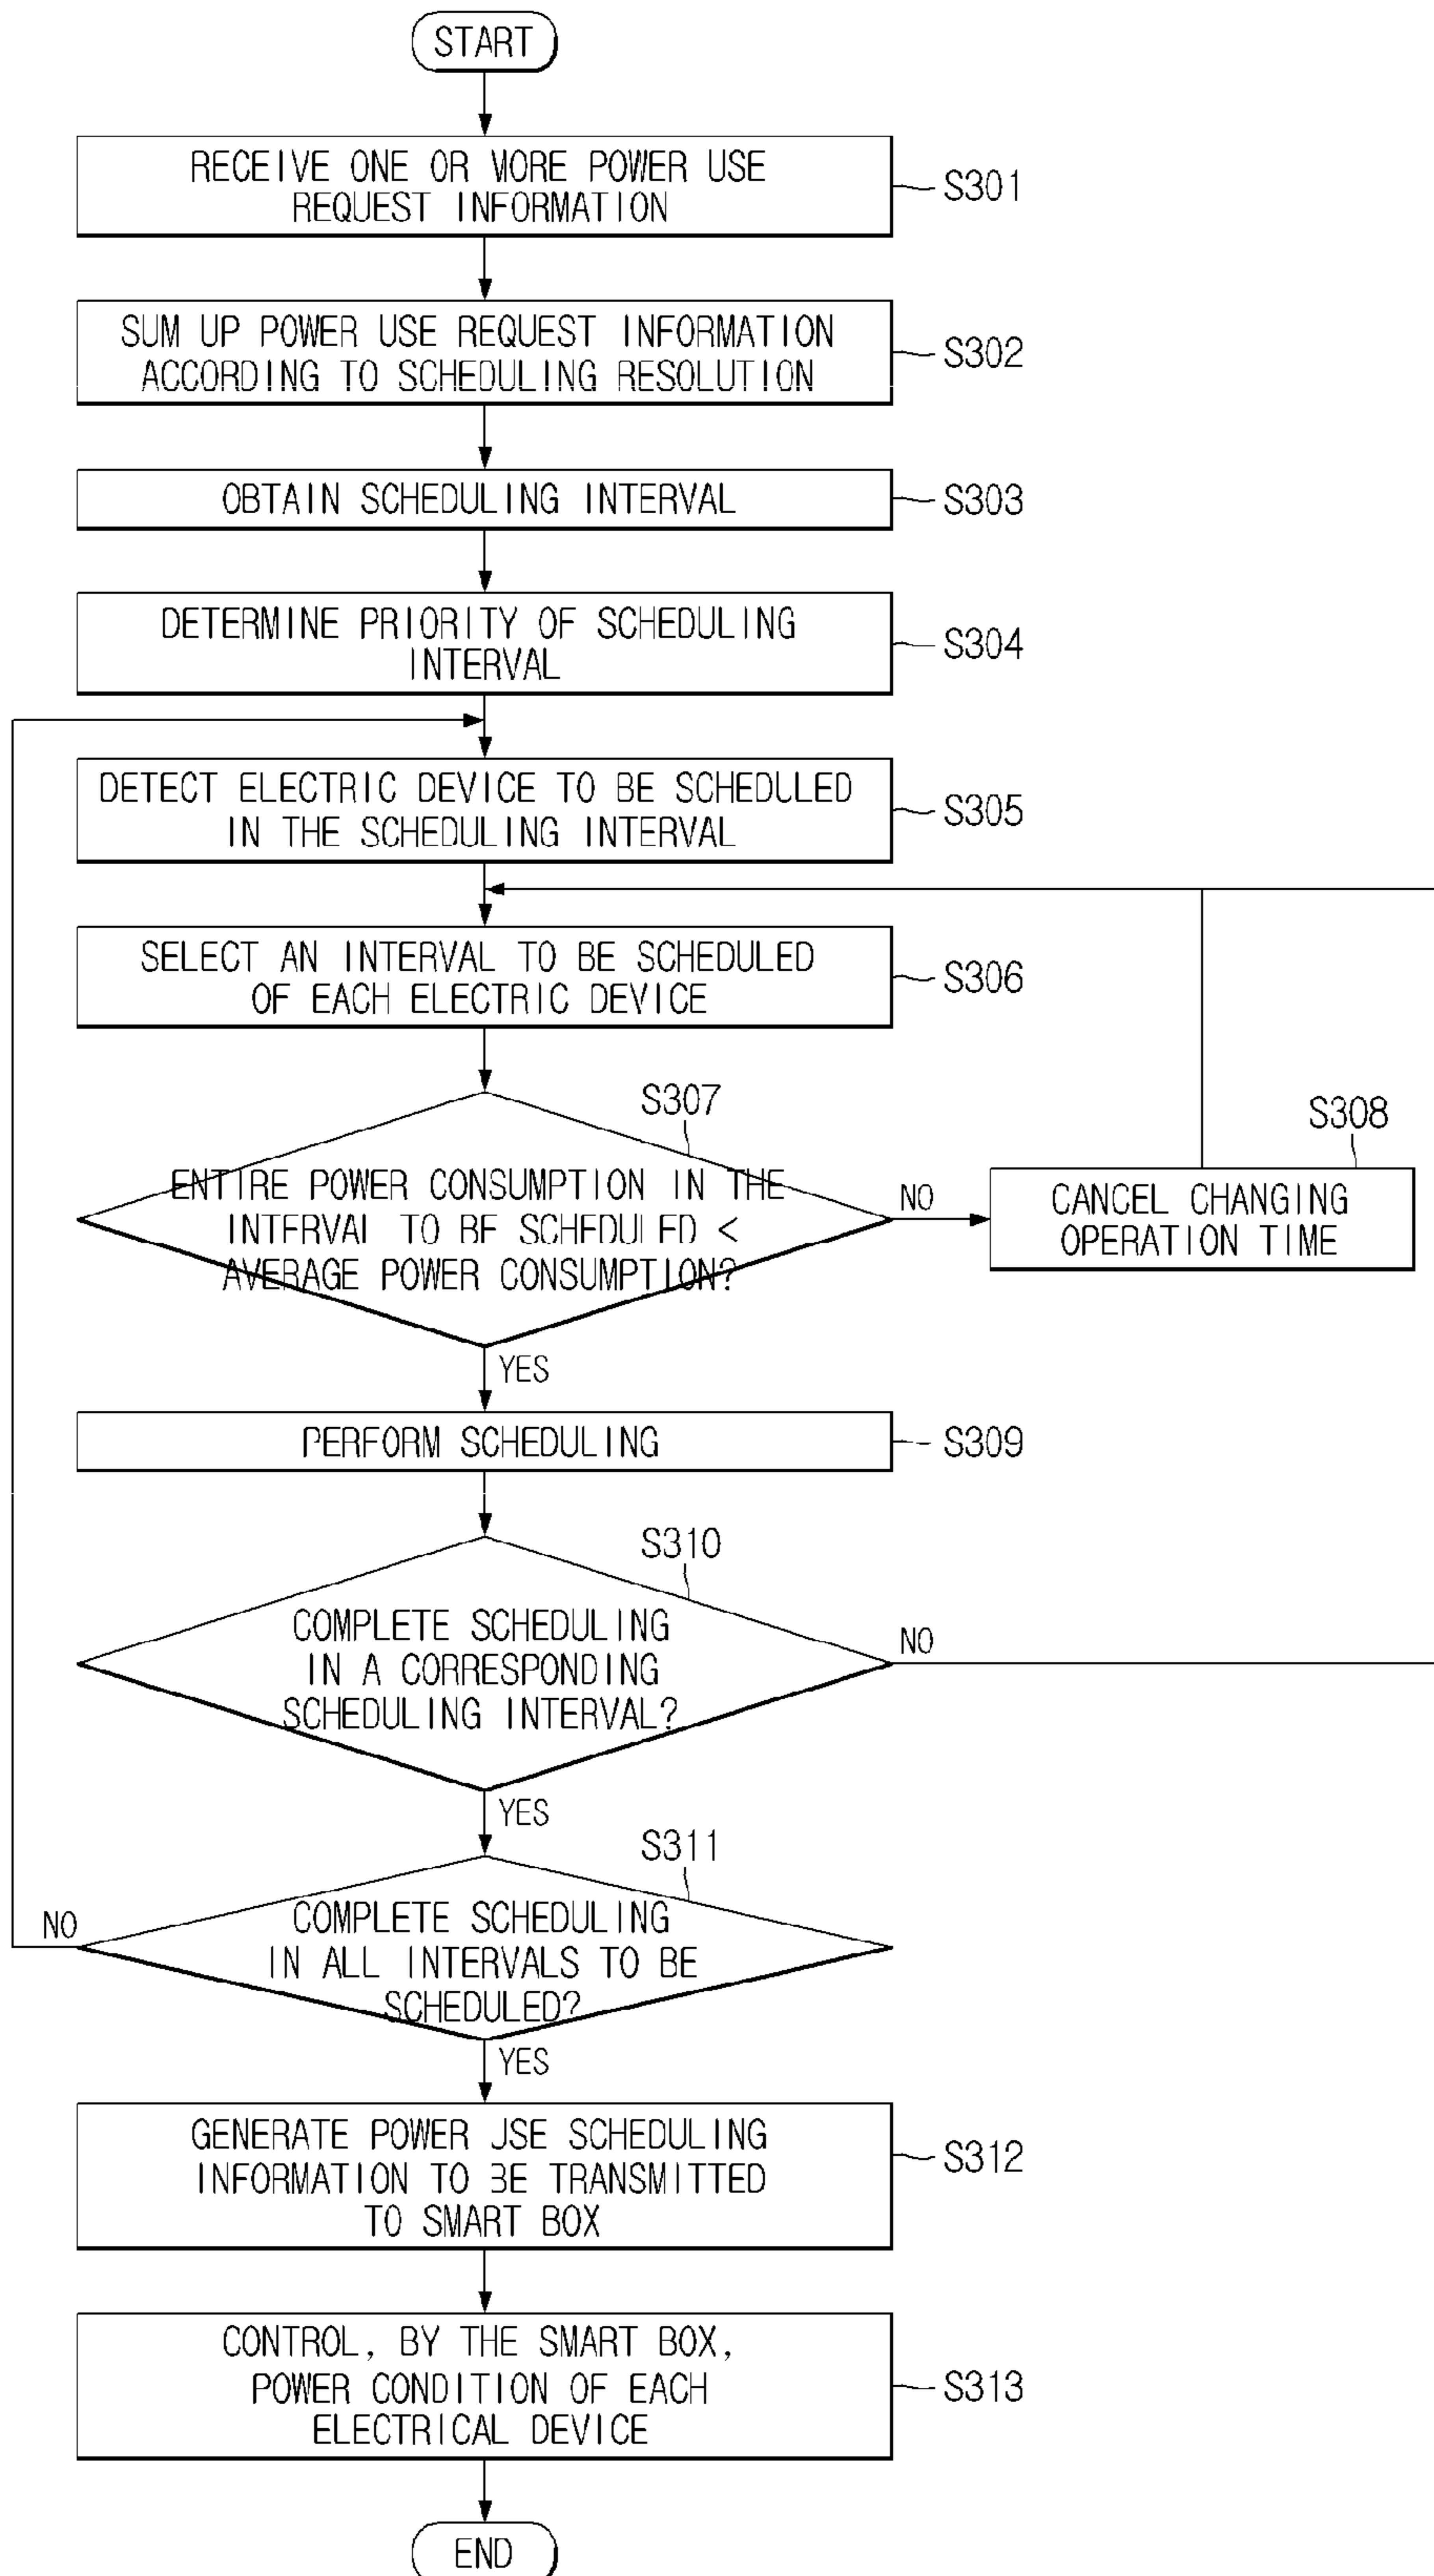 START
RECEIVE ONE OR MORE POWER USE
REQUEST INFORMATION
S301
SUM UP POWER USE REQUEST INFORMATION
ACCORDING TO SCHEDULING RESOLUTION
S302
OBTAIN SCHEDULING INTERVAL
S303
DETERMINE PRIORITY OF SCHEDULING
INTERVAL
S304
DETECT ELECTRIC DEVICE TO BE SCHEDULED
IN THE SCHEDULING INTERVAL
S305
SELECT AN INTERVAL TO BE SCHEDULED
OF EACH ELECTRIC DEVICE
S306
S307
ENTIRE POWER CONSUMPTION IN THE
INTERVAL TO BE SCHEDULED <
AVERAGE POWER CONSUMPTION?
NO
S308
CANCEL CHANGING
OPERATION TIME
YES
PERFORM SCHEDULING
S309
S310
COMPLETE SCHEDULING
IN A CORRESPONDING
SCHEDULING INTERVAL?
NO
YES
S311
COMPLETE SCHEDULING
IN ALL INTERVALS TO BE
SCHEDULED?
NO
YES
GENERATE POWER USE SCHEDULING
INFORMATION TO BE TRANSMITTED
TO SMART BOX
S312
CONTROL, BY THE SMART BOX,
POWER CONDITION OF EACH
ELECTRICAL DEVICE
S313
END